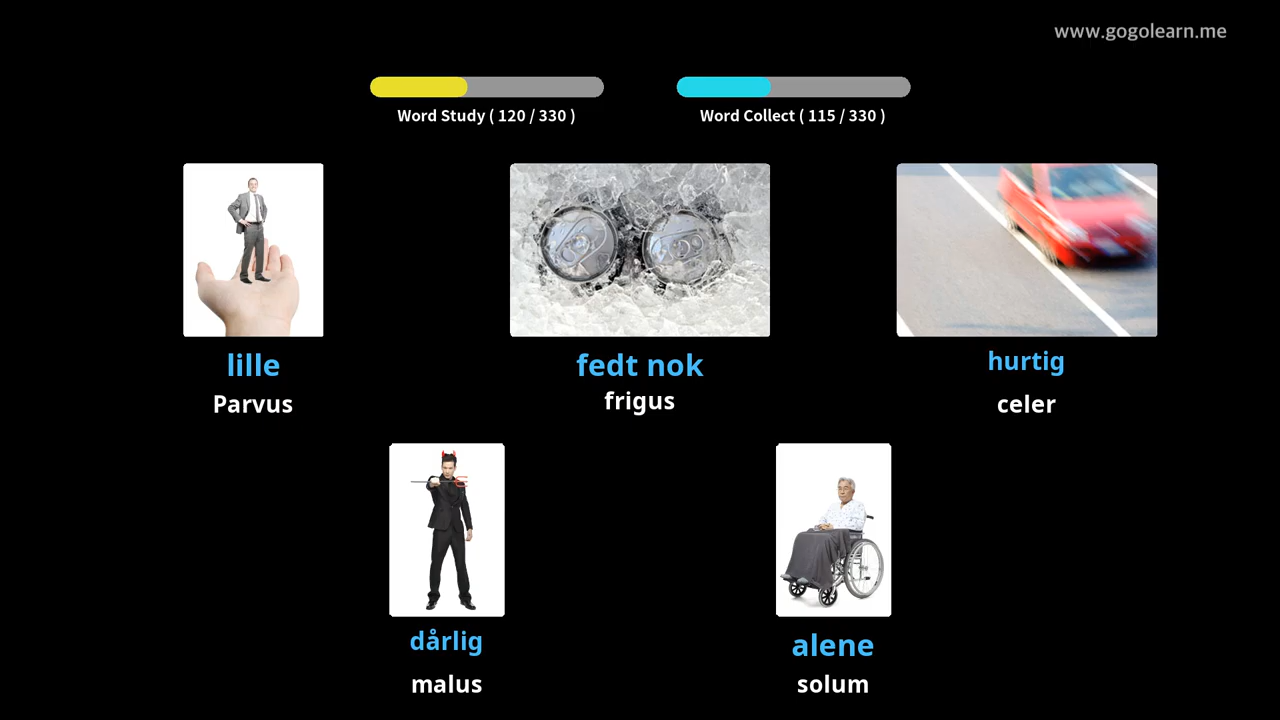 www.gogolearn.me
Word Study ( 120 / 330 )
Word Collect ( 115 / 330 )
lille
Parvus
fedt nok
frigus
hurtig
celer
dårlig
malus
alene
solum